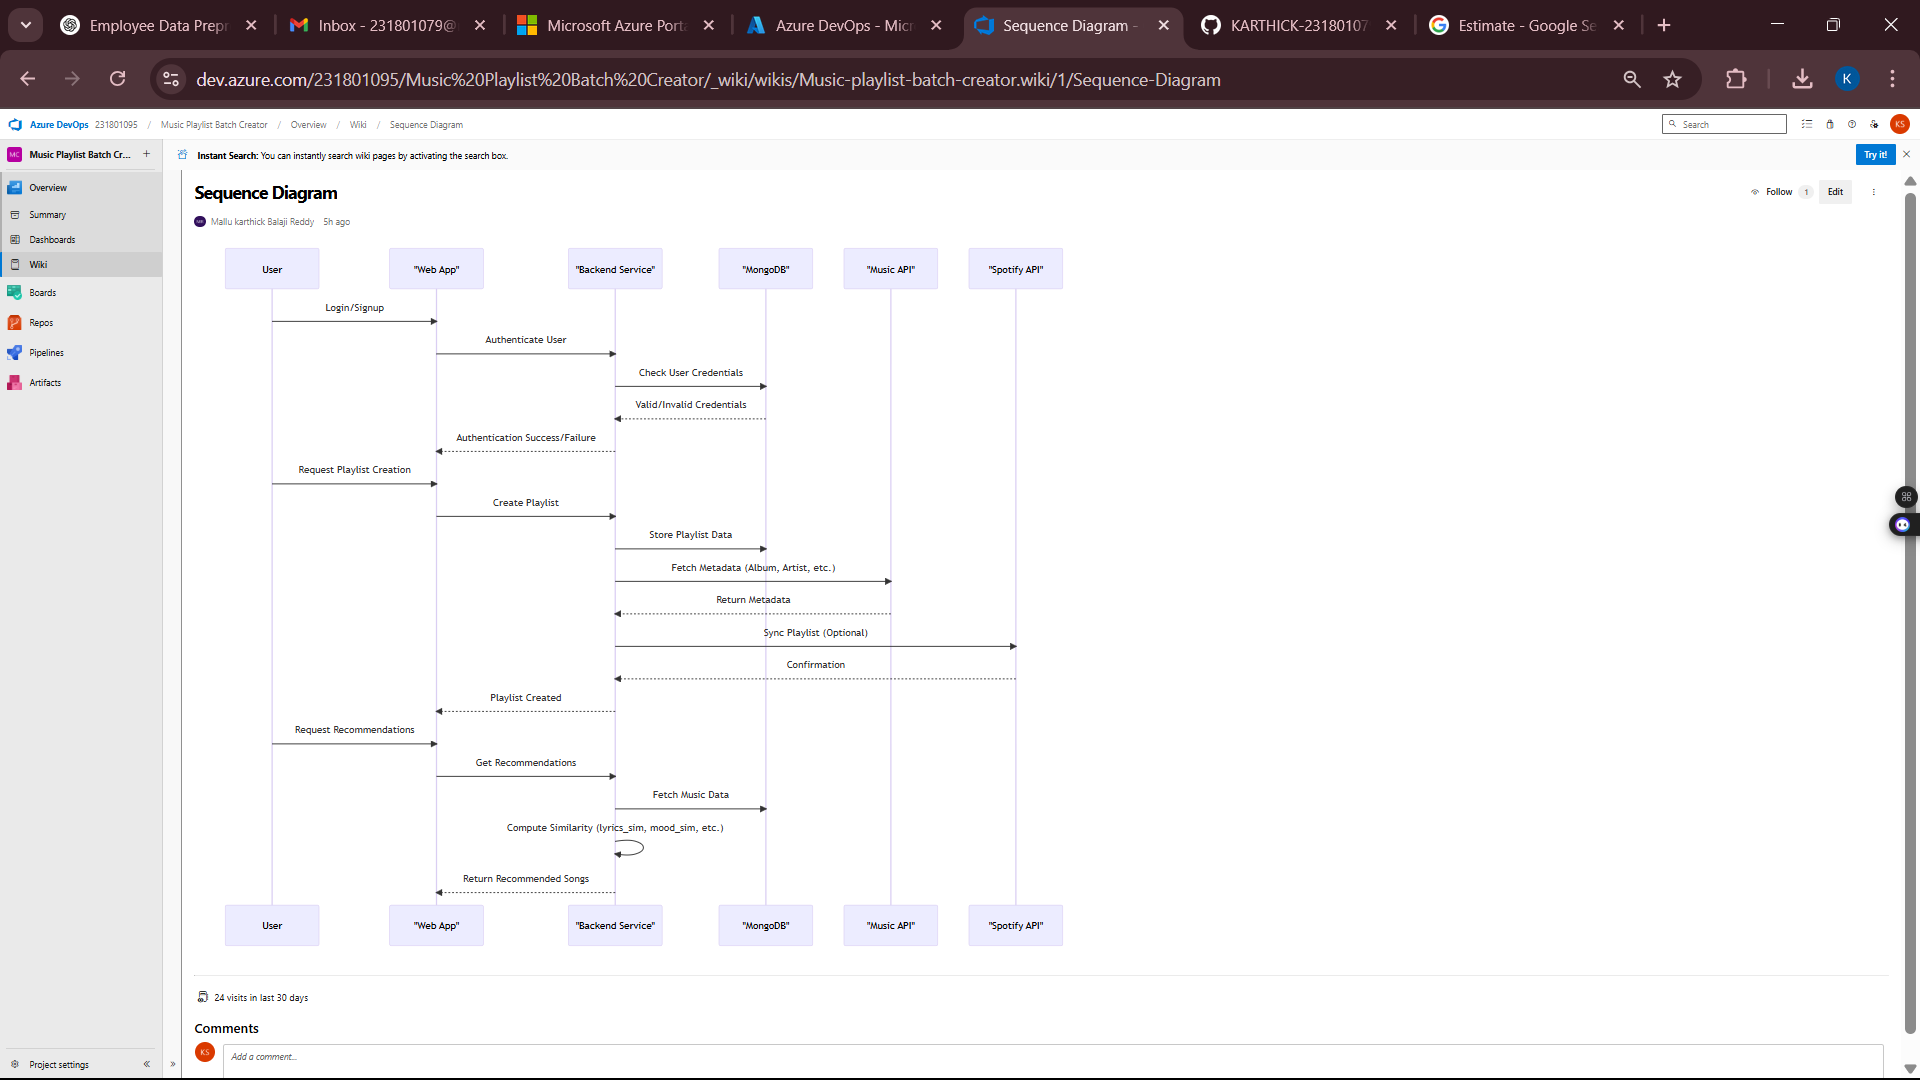 Employee Data Prepr
Inbox - 231801079@
Microsoft Azure Porta
Azure DevOps - Micr
Sequence Diagram -
KARTHICK-23180107
Estimate - Google Se
dev.azure.com/231801095/Music%20Playlist%20Batch%20Creator/_wiki/wikis/Music-playlist-batch-creator.wiki/1/Sequence-Diagram
K
Azure DevOps 231801095 / Music Playlist Batch Creator / Overview / Wiki / Sequence Diagram
Search
KS
MC Music Playlist Batch Cr... +
Instant Search: You can instantly search wiki pages by activating the search box.
Try it!
Overview
Summary
Dashboards
Wiki
Boards
Repos
Pipelines
Artifacts
Sequence Diagram
Follow 1 Edit
Mallu karthick Balaji Reddy 5h ago
User "Web App" "Backend Service" "MongoDB" "Music API" "Spotify API"
Login/Signup
Authenticate User
Check User Credentials
Valid/Invalid Credentials
Authentication Success/Failure
Request Playlist Creation
Create Playlist
Store Playlist Data
Fetch Metadata (Album, Artist, etc.)
Return Metadata
Sync Playlist (Optional)
Confirmation
Playlist Created
Request Recommendations
Get Recommendations
Fetch Music Data
Compute Similarity (lyrics_sim, mood_sim, etc.)
Return Recommended Songs
User "Web App" "Backend Service" "MongoDB" "Music API" "Spotify API"
24 visits in last 30 days
Comments
KS Add a comment...
Project settings « »